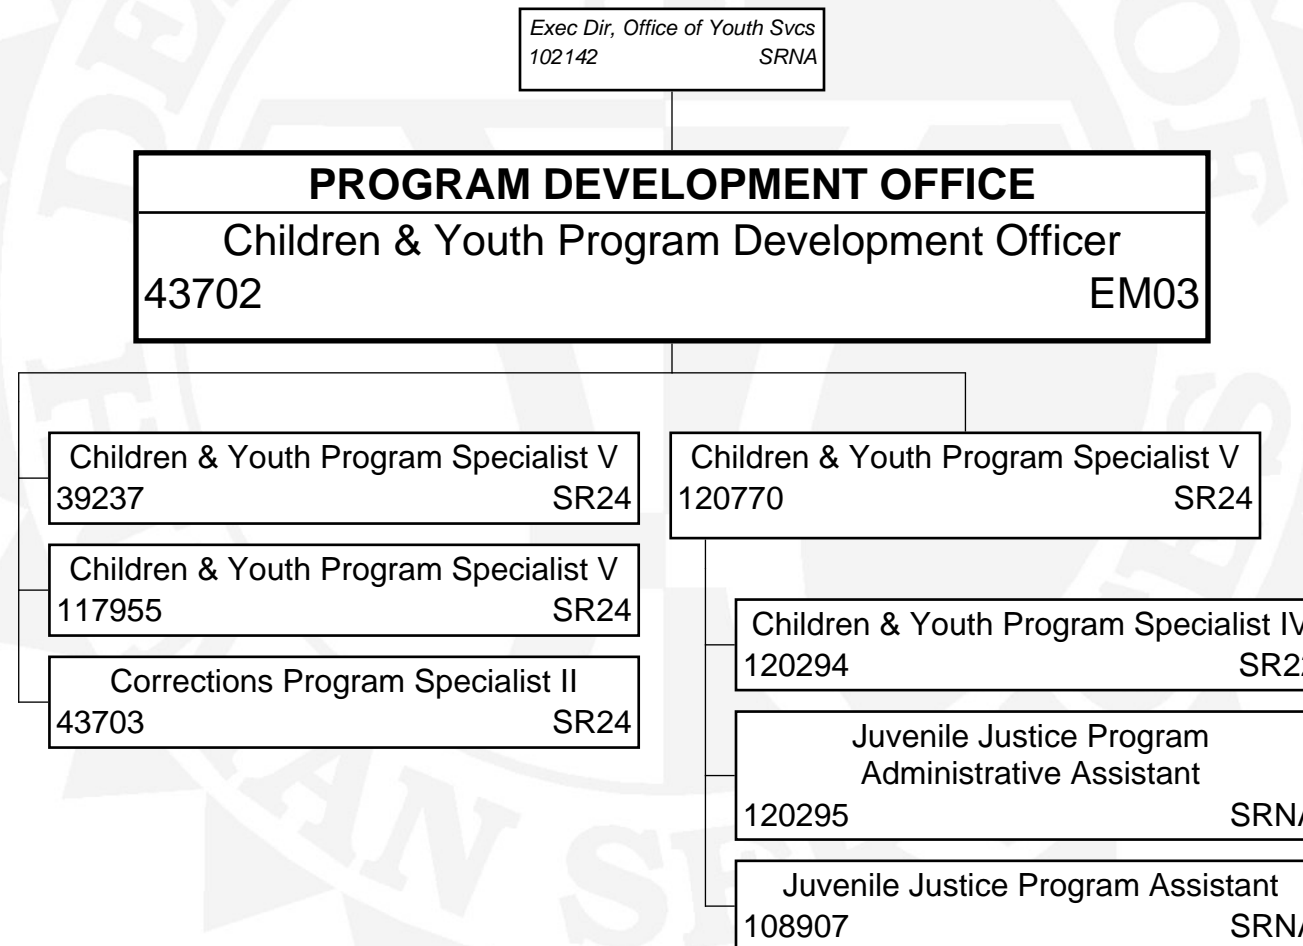 Exec Dir, Office of Youth Svcs
102142 SRNA
PROGRAM DEVELOPMENT OFFICE
Children & Youth Program Development Officer
43702 EM03
Children & Youth Program Specialist V
39237 SR24
Children & Youth Program Specialist V
117955 SR24
Corrections Program Specialist II
43703 SR24
Children & Youth Program Specialist V
120770 SR24
Children & Youth Program Specialist IV
120294
Juvenile Justice Program
Administrative Assistant
120295 SRNA
Juvenile Justice Program Assistant
108907 SRNA